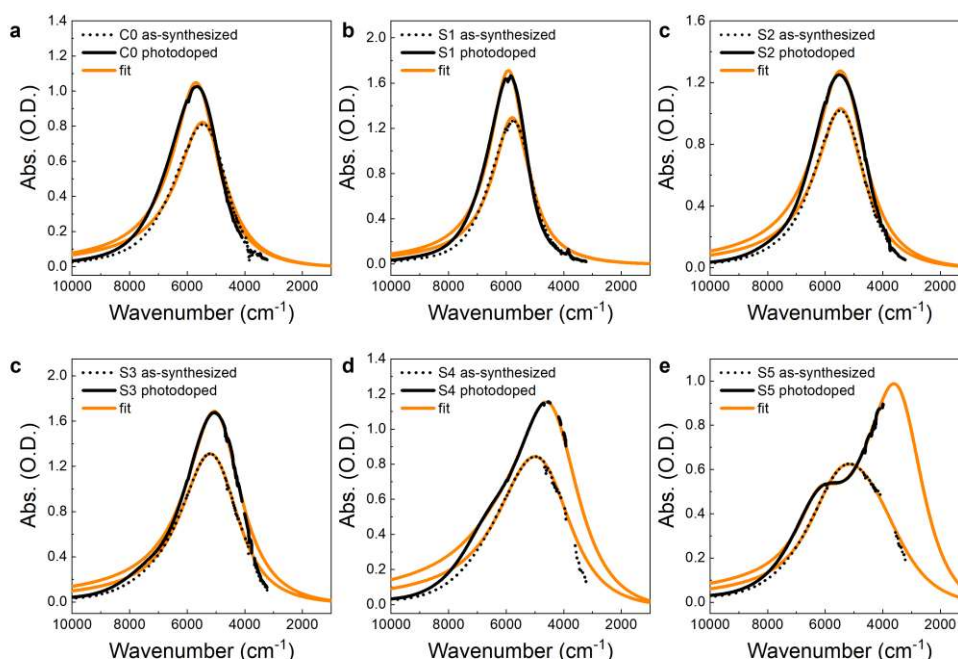 a
C0 as-synthesized
C0 photodoped
fit
Abs. (O.D.)
1.4
1.2
1.0
0.8
0.6
0.4
0.2
0.0
10000 8000 6000 4000 2000
Wavenumber (cm-1)
b
S1 as-synthesized
S1 photodoped
fit
Abs. (O.D.)
2.0
1.6
1.2
0.8
0.4
0.0
10000 8000 6000 4000 2000
Wavenumber (cm-1)
c
S2 as-synthesized
S2 photodoped
fit
Abs. (O.D.)
1.6
1.2
0.8
0.4
0.0
10000 8000 6000 4000 2000
Wavenumber (cm-1)
c
S3 as-synthesized
S3 photodoped
fit
Abs. (O.D.)
2.0
1.6
1.2
0.8
0.4
0.0
10000 8000 6000 4000 2000
Wavenumber (cm-1)
d
S4 as-synthesized
S4 photodoped
fit
Abs. (O.D.)
1.4
1.2
1.0
0.8
0.6
0.4
0.2
0.0
10000 8000 6000 4000 2000
Wavenumber (cm-1)
e
S5 as-synthesized
S5 photodoped
fit
Abs. (O.D.)
1.0
0.8
0.6
0.4
0.2
0.0
10000 8000 6000 4000 2000
Wavenumber (cm-1)